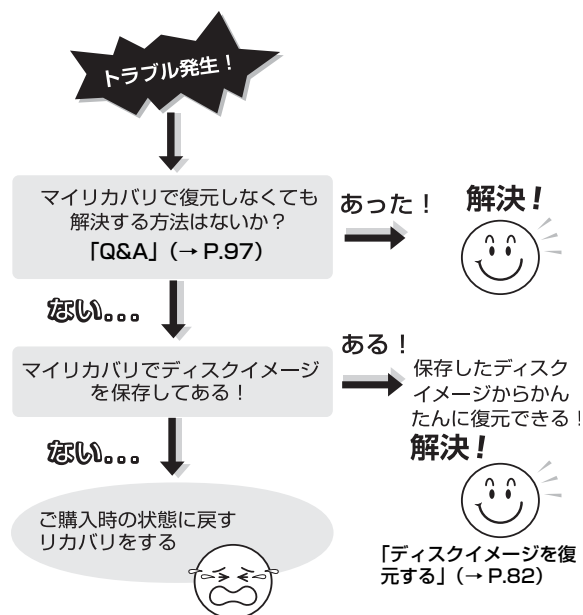 トラブル発生！
マイリカバリで復元しなくても
解決する方法はないか？
「Q&A」（→ P.97）
あった！
解決！
ない...
マイリカバリでディスクイメージ
を保存してある！
ある！
保存したディスク
イメージからかん
たんに復元できる！
解決！
「ディスクイメージを復
元する」（→ P.82）
ない...
ご購入時の状態に戻す
リカバリをする